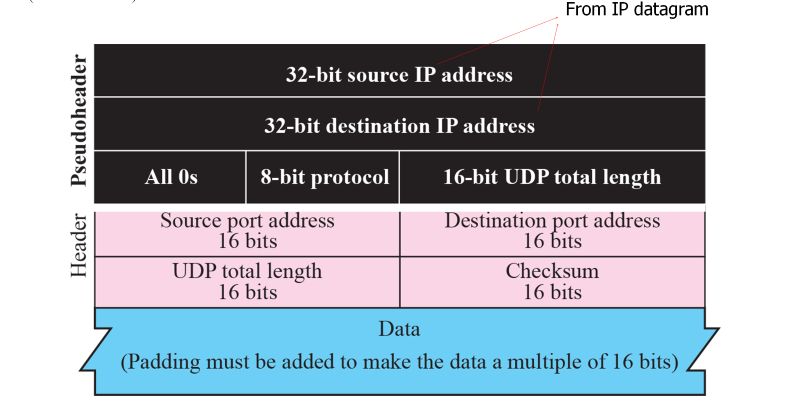 From IP datagram
Pseudoheader
32-bit source IP address
32-bit destination IP address
All 0s
8-bit protocol
16-bit UDP total length
Header
Source port address
16 bits
Destination port address
16 bits
UDP total length
16 bits
Checksum
16 bits
Data
(Padding must be added to make the data a multiple of 16 bits)